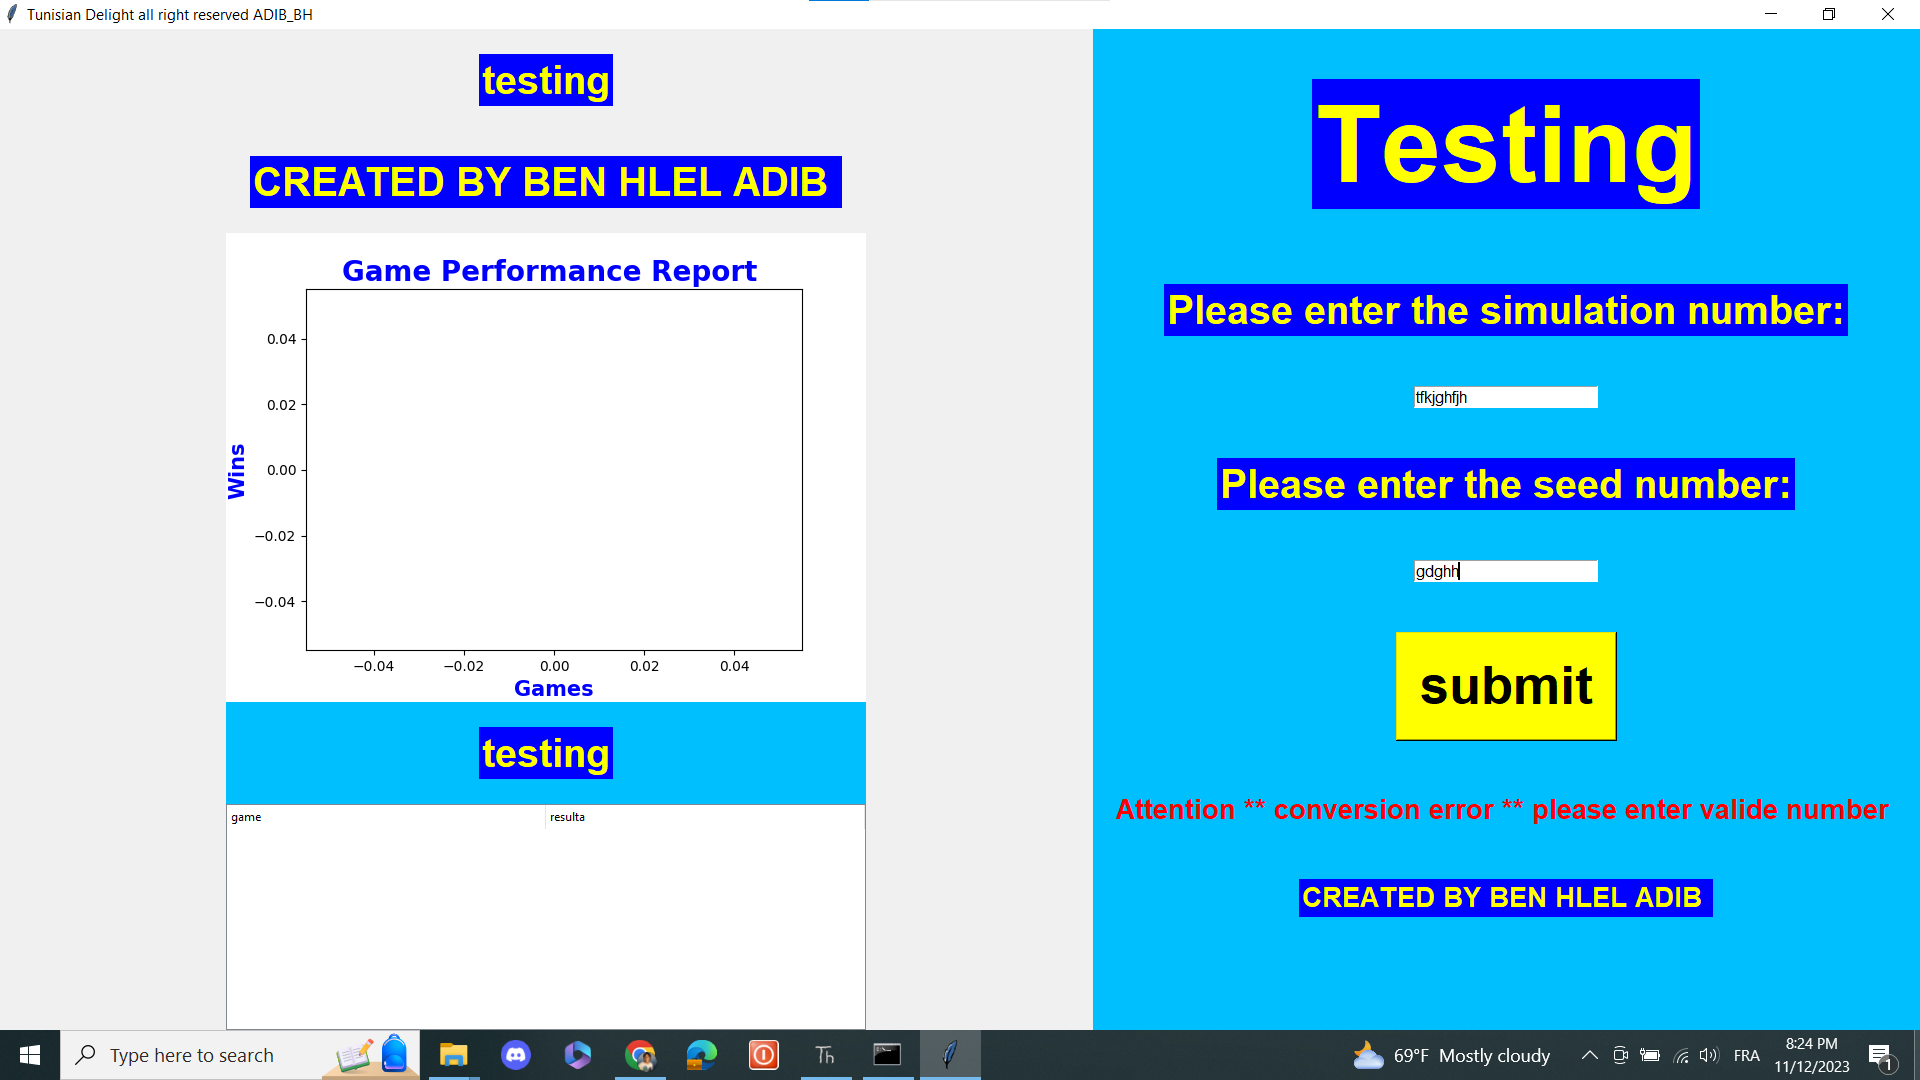 Tunisian Delight all right reserved ADIB_BH
testing
CREATED BY BEN HLEL ADIB
Game Performance Report
0.04
0.02
0.00
−0.02
−0.04
Wins
−0.04
−0.02
0.00
0.02
0.04
Games
testing
game
resulta
Testing
Please enter the simulation number:
tfkjghfjh
Please enter the seed number:
gdghh
submit
Attention ** conversion error ** please enter valide number
CREATED BY BEN HLEL ADIB
Type here to search
Th
69°F Mostly cloudy
FRA
8:24 PM
11/12/2023
1